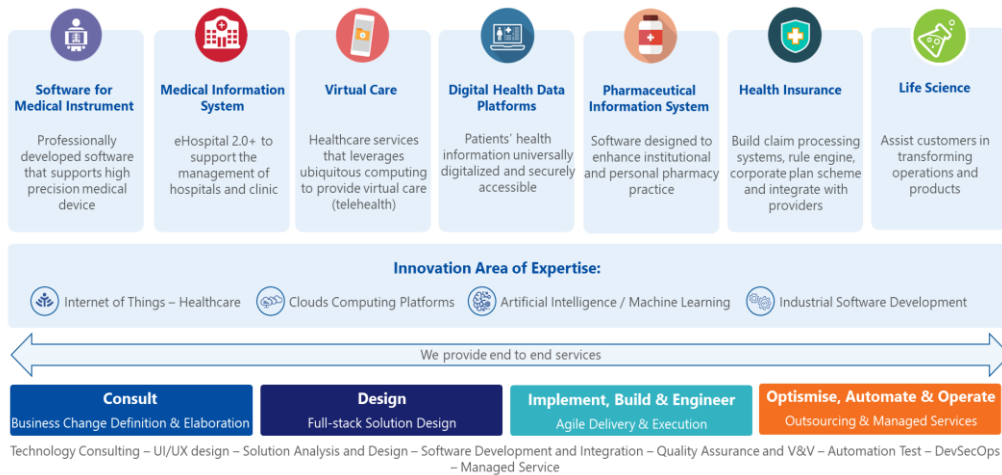 Software for
Medical Instrument
Professionally
developed software
that supports high
precision medical
device
Medical Information
System
eHospital 2.0+ to
support the
management of
hospitals and clinic
Virtual Care
Healthcare services
that leverages
ubiquitous computing
to provide virtual care
(telehealth)
Digital Health Data
Platforms
Patients' health
information universally
digitalized and securely
accessible
Pharmaceutical
Information System
Software designed to
enhance institutional
and personal pharmacy
practice
Health Insurance
Build claim processing
systems, rule engine,
corporate plan scheme
and integrate with
providers
Life Science
Assist customers in
transforming
operations and
products
Innovation Area of Expertise:
Internet of Things – Healthcare
Clouds Computing Platforms
Artificial Intelligence / Machine Learning
Industrial Software Development
We provide end to end services
Consult
Business Change Definition & Elaboration
Design
Full-stack Solution Design
Implement, Build & Engineer
Agile Delivery & Execution
Optismise, Automate & Operate
Outsourcing & Managed Services
Technology Consulting – UI/UX design – Solution Analysis and Design – Software Development and Integration – Quality Assurance and V&V – Automation Test – DevSecOps
– Managed Service